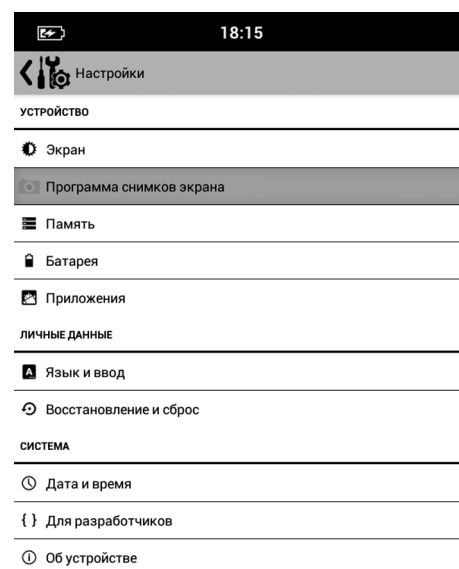 18:15
Настройки
УСТРОЙСТВО
Экран
Программа снимков экрана
Память
Батарея
Приложения
ЛИЧНЫЕ ДАННЫЕ
Язык и ввод
Восстановление и сброс
СИСТЕМА
Дата и время
{ } Для разработчиков
Об устройстве